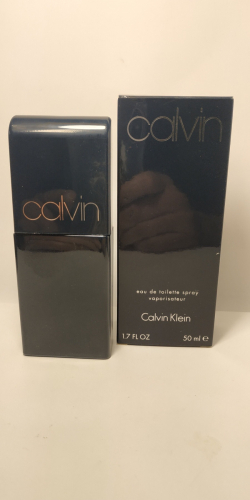 calvin
calvin
eau de toilette spray
vaporisateur
Calvin Klein
1.7 FL OZ 50 ml e